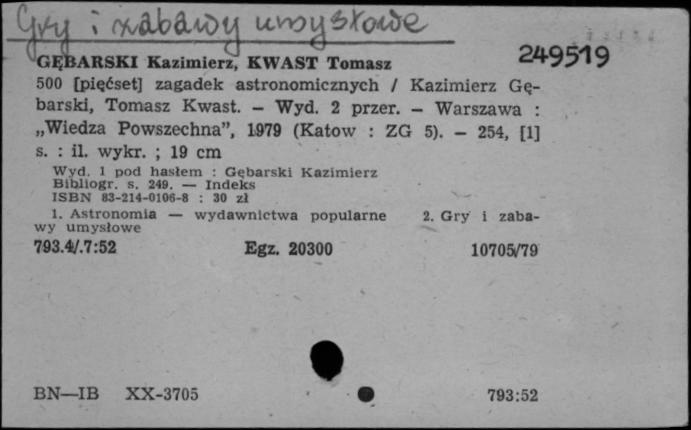 Gry i zabawy umysłowe
GĘBARSKI Kazimierz, KWAST Tomasz
249519
500 [pięćset] zagadek astronomicznych / Kazimierz Gę-
barski, Tomasz Kwast. — Wyd. 2 przer. — Warszawa :
„Wiedza Powszechna”, 1979 (Katow : ZG 5). — 254, [1]
s. : il. wykr. ; 19 cm
Wyd. 1 pod hasłem : Gębarski Kazimierz
Bibliogr. s. 249. — Indeks
ISBN 83-214-0106-8 : 30 zł
1. Astronomia — wydawnictwa popularne 2. Gry i zaba-
wy umysłowe
793.4/.7:52 Egz. 20300 10705/79
BN—IB XX-3705 793:52